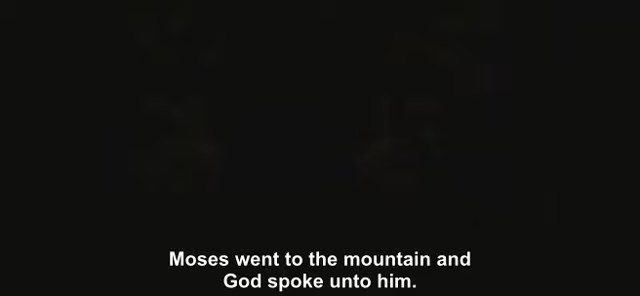 Moses went to the mountain and
God spoke unto him.